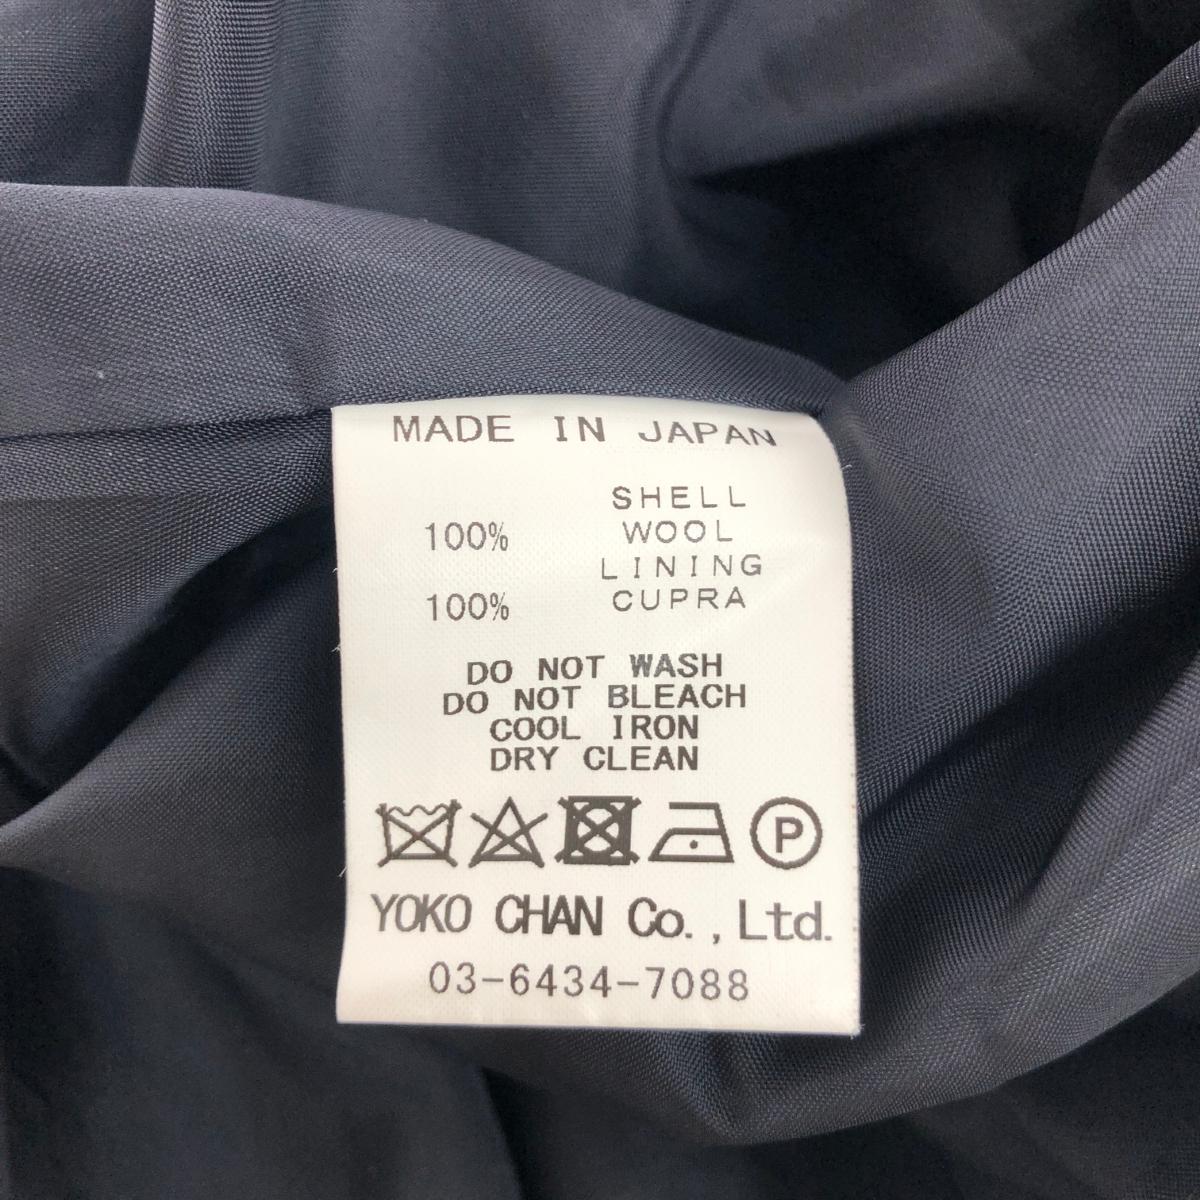 MADE IN JAPAN
SHELL
100% WOOL
LINING
100% CUPRA
DO NOT WASH
DO NOT BLEACH
COOL IRON
DRY CLEAN
P
YOKO CHAN Co., Ltd.
03-6434-7088